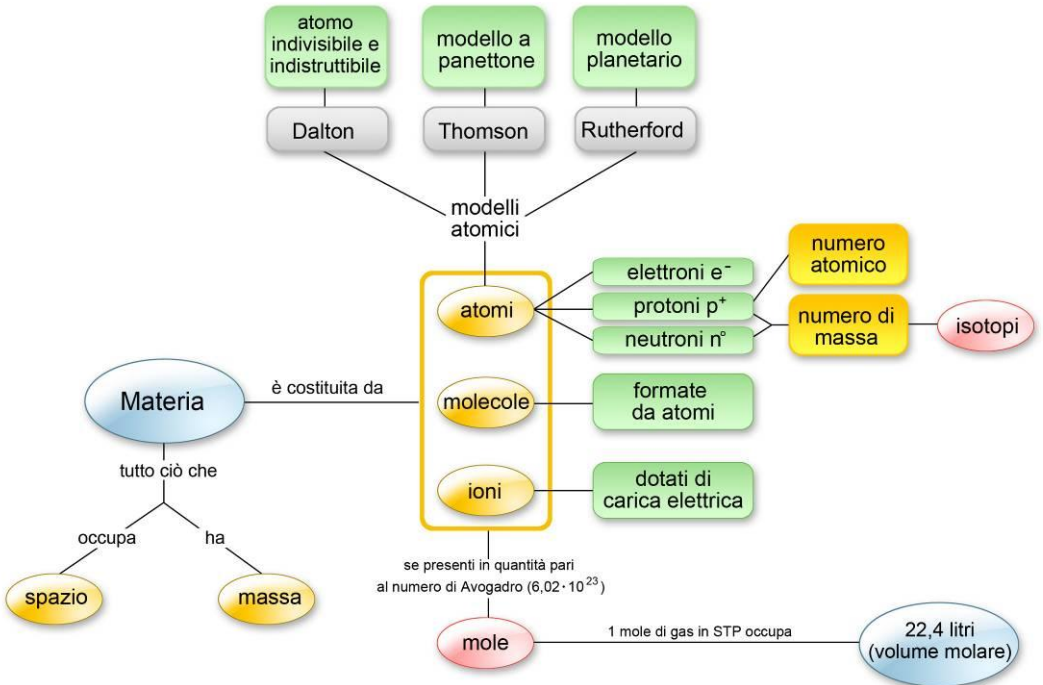 atomo
indivisibile e
indistruttibile
modello a
panettone
modello
planetario
Dalton
Thomson
Rutherford
modelli
atomici
atomi
elettroni e⁻
protoni p⁺
neutroni n°
numero
atomico
numero di
massa
isotopi
Materia
è costituita da
molecole
formate
da atomi
tutto ciò che
occupa
ha
spazio
massa
ioni
dotati di
carica elettrica
se presenti in quantità pari
al numero di Avogadro (6,02·10²³)
mole
1 mole di gas in STP occupa
22,4 litri
(volume molare)